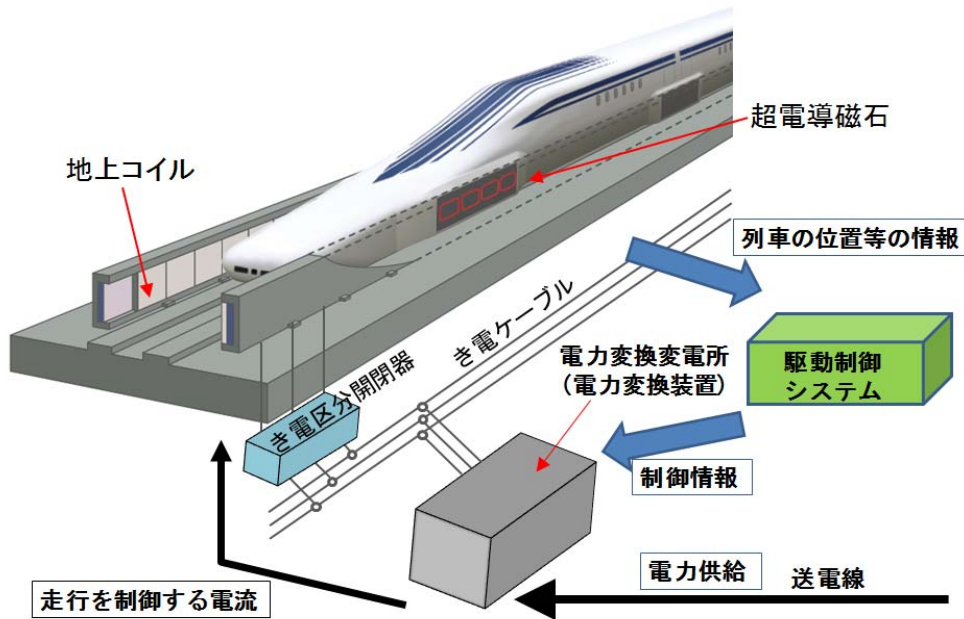 超電導磁石
地上コイル
列車の位置等の情報
き電ケーブル
電力変換変電所
（電力変換装置）
駆動制御
システム
き電区分開閉器
制御情報
電力供給
送電線
走行を制御する電流